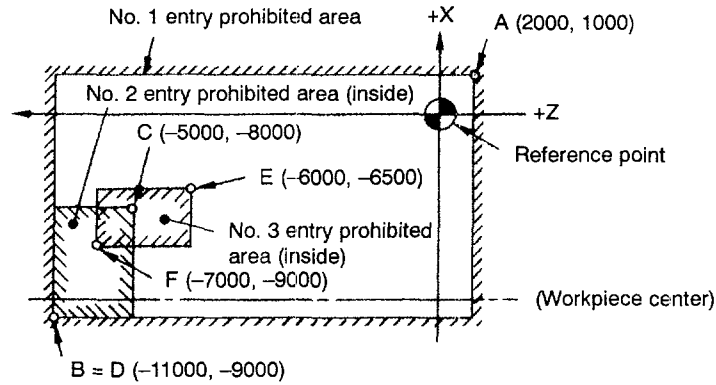 No. 1 entry prohibited area
+X
A (2000, 1000)
No. 2 entry prohibited area (inside)
+Z
C (–5000, –8000)
Reference point
E (–6000, –6500)
No. 3 entry prohibited
area (inside)
F (–7000, –9000)
(Workpiece center)
B = D (–11000, –9000)